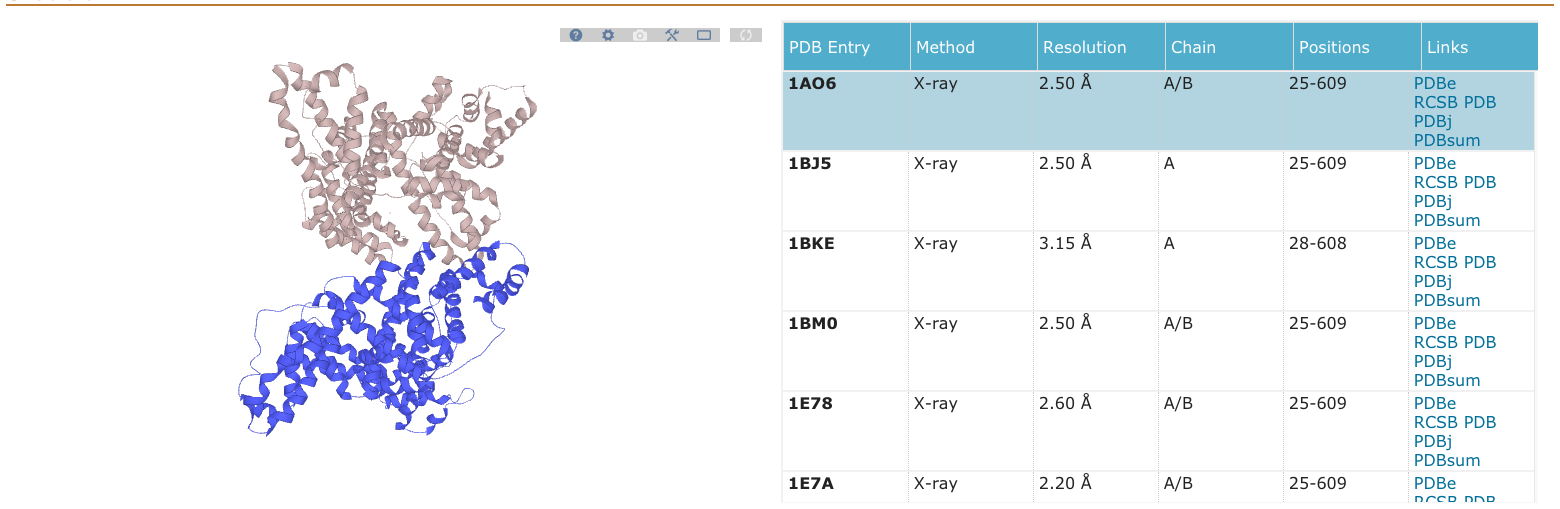 PDB Entry Method Resolution Chain Positions Links
1AO6 X-ray 2.50 Å A/B 25-609 PDBe
RCSB PDB
PDBj
PDBsum
1BJ5 X-ray 2.50 Å A 25-609 PDBe
RCSB PDB
PDBj
PDBsum
1BKE X-ray 3.15 Å A 28-608 PDBe
RCSB PDB
PDBj
PDBsum
1BM0 X-ray 2.50 Å A/B 25-609 PDBe
RCSB PDB
PDBj
PDBsum
1E78 X-ray 2.60 Å A/B 25-609 PDBe
RCSB PDB
PDBj
PDBsum
1E7A X-ray 2.20 Å A/B 25-609 PDBe
RCSB PDB